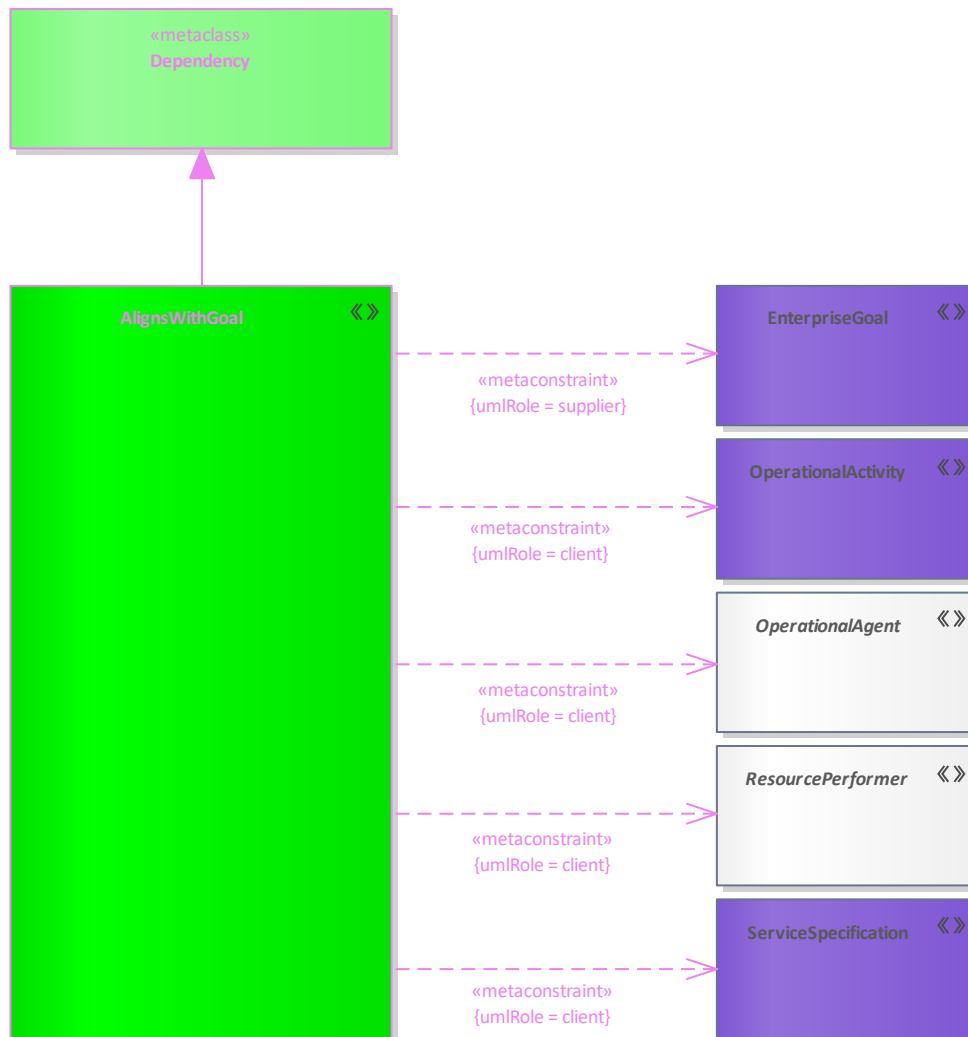 «metaclass»
Dependency
AlignsWithGoal
«metaconstraint»
{umlRole = supplier}
EnterpriseGoal
«metaconstraint»
{umlRole = client}
OperationalActivity
«metaconstraint»
{umlRole = client}
OperationalAgent
«metaconstraint»
{umlRole = client}
ResourcePerformer
«metaconstraint»
{umlRole = client}
ServiceSpecification